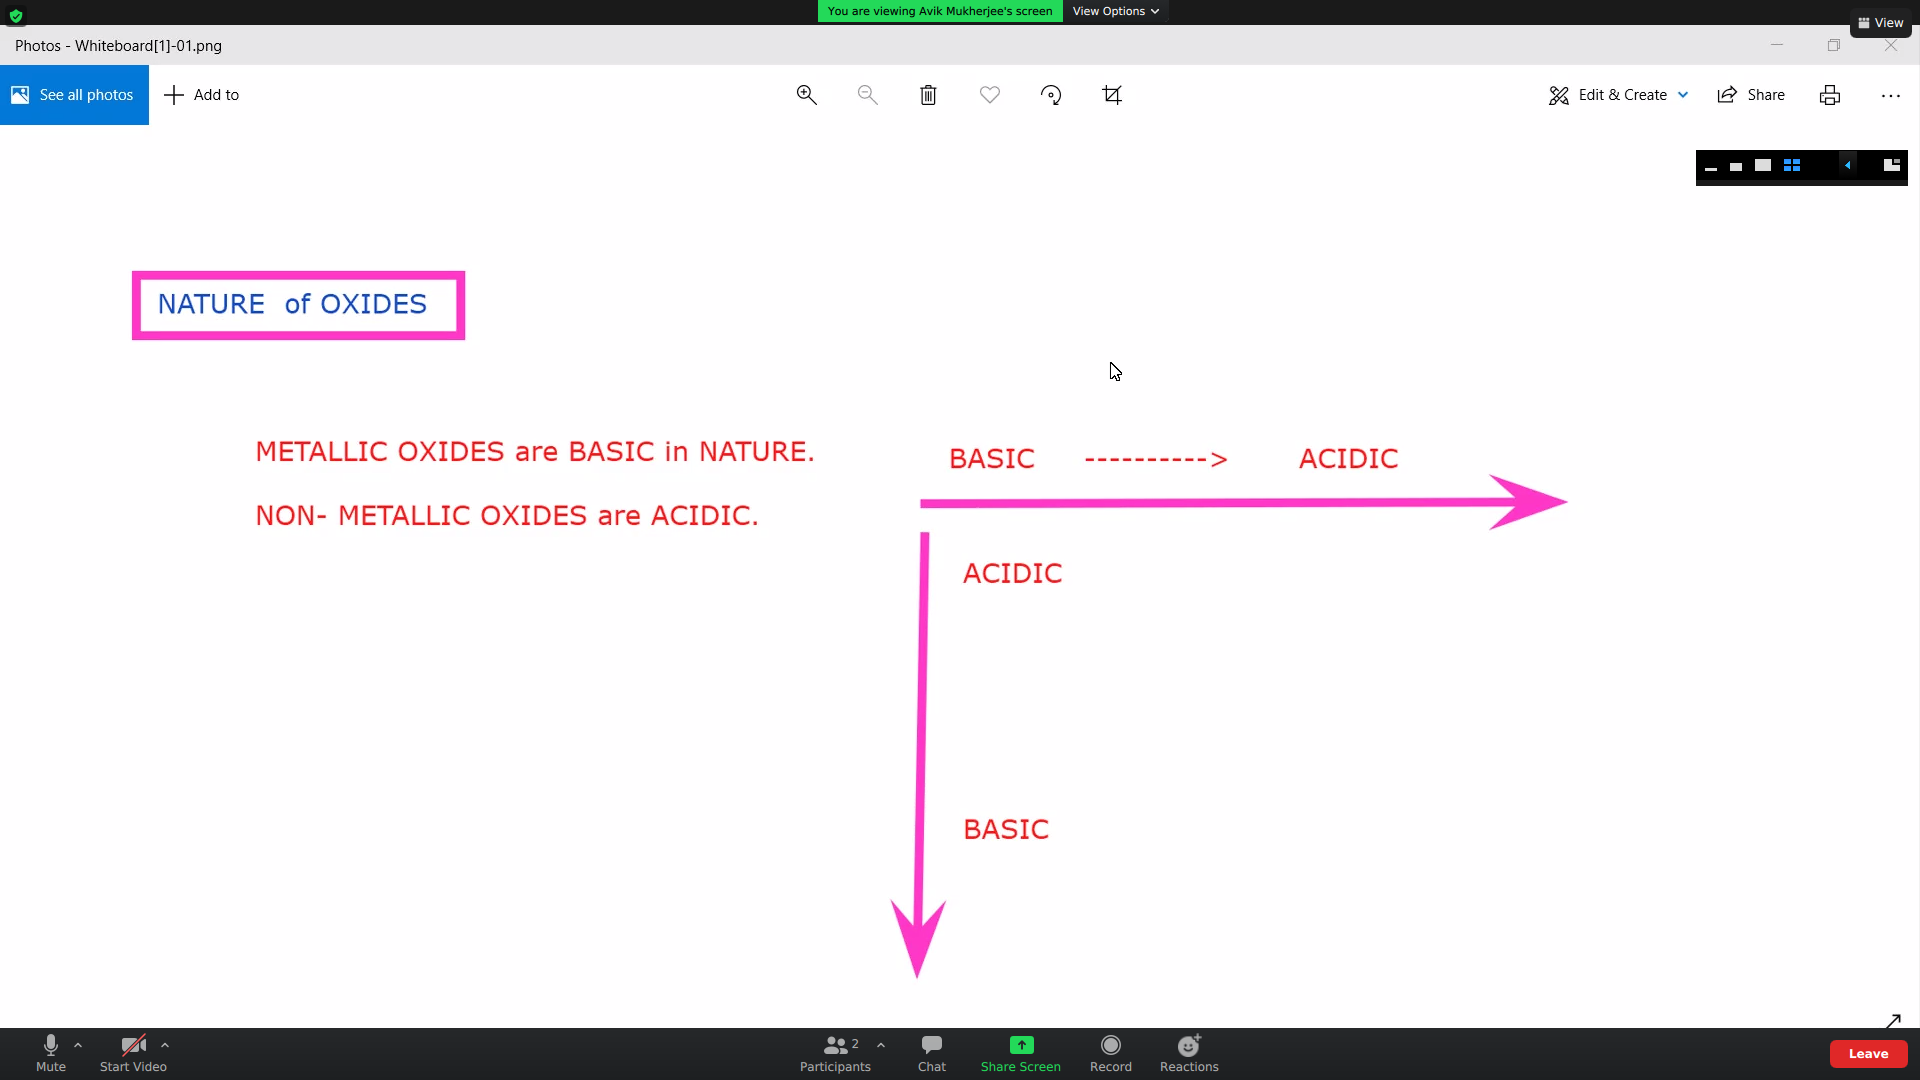 You are viewing Avik Mukherjee's screen View Options
View
Photos - Whiteboard[1]-01.png
See all photos Add to Edit & Create Share
NATURE of OXIDES
METALLIC OXIDES are BASIC in NATURE.
NON- METALLIC OXIDES are ACIDIC.
BASIC ----------> ACIDIC
ACIDIC
BASIC
Mute Start Video Participants 2 Chat Share Screen Record Reactions Leave